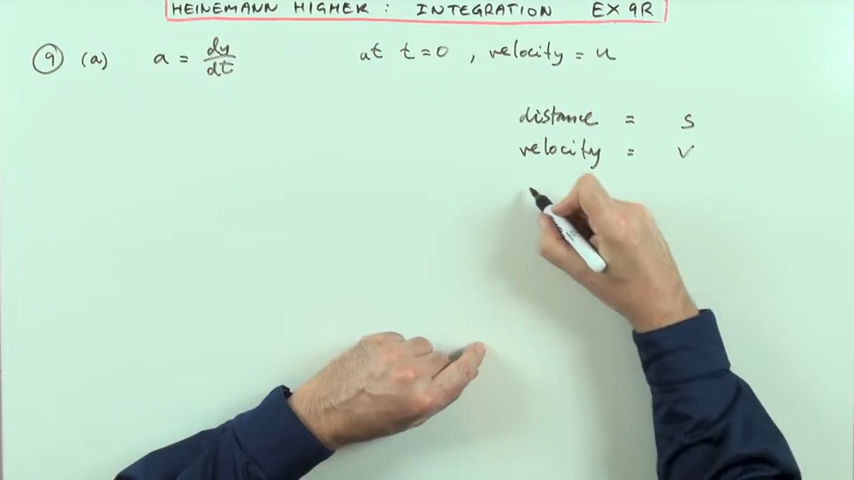 HEINEMANN HIGHER : INTEGRATION EX 9R
9 (a) a = dv/dt at t=0 , velocity = u
distance = s
velocity = v